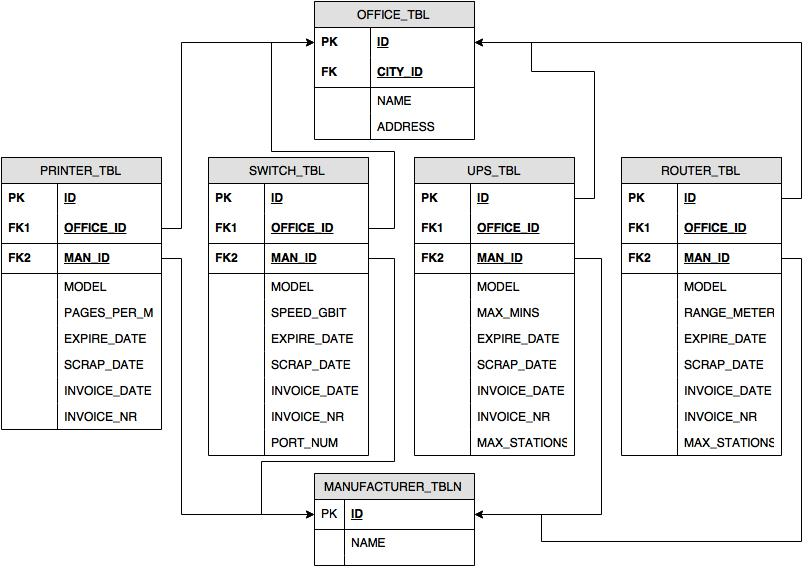 OFFICE_TBL
PK ID
FK CITY_ID
NAME
ADDRESS
PRINTER_TBL
PK ID
FK1 OFFICE_ID
FK2 MAN_ID
MODEL
PAGES_PER_M
EXPIRE_DATE
SCRAP_DATE
INVOICE_DATE
INVOICE_NR
SWITCH_TBL
PK ID
FK1 OFFICE_ID
FK2 MAN_ID
MODEL
SPEED_GBIT
EXPIRE_DATE
SCRAP_DATE
INVOICE_DATE
INVOICE_NR
PORT_NUM
UPS_TBL
PK ID
FK1 OFFICE_ID
FK2 MAN_ID
MODEL
MAX_MINS
EXPIRE_DATE
SCRAP_DATE
INVOICE_DATE
INVOICE_NR
MAX_STATIONS
ROUTER_TBL
PK ID
FK1 OFFICE_ID
FK2 MAN_ID
MODEL
RANGE_METER
EXPIRE_DATE
SCRAP_DATE
INVOICE_DATE
INVOICE_NR
MAX_STATIONS
MANUFACTURER_TBLN
PK ID
NAME